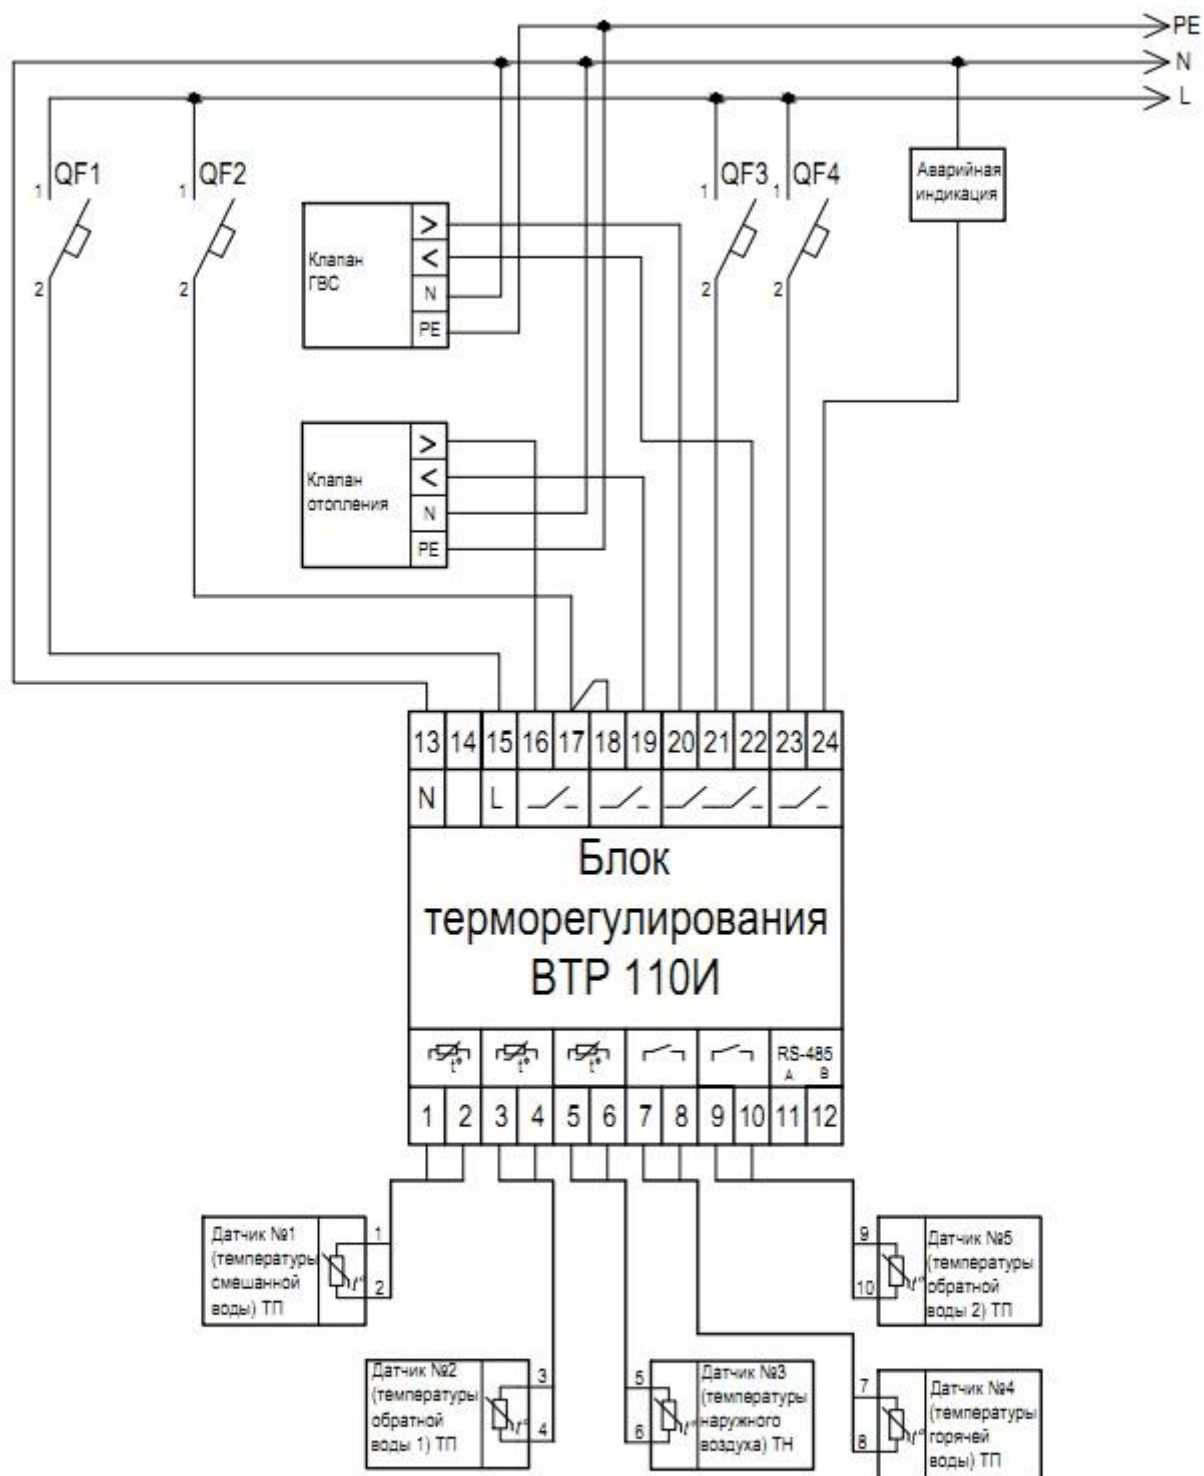 PE
N
L
QF1
1
2
QF2
1
2
QF3
1
2
QF4
1
2
Аварийная
индикация
Клапан
ГВС
>
<
N
PE
Клапан
отопления
>
<
N
PE
13 14 15 16 17 18 19 20 21 22 23 24
N L
Блок
терморегулирования
ВТР 110И
t° t° t° RS-485
A B
1 2 3 4 5 6 7 8 9 10 11 12
Датчик №1
(температуры
смешанной
воды) ТП
t°
1
2
Датчик №5
(температуры
обратной
воды 2) ТП
t°
9
10
Датчик №2
(температуры
обратной
воды 1) ТП
t°
3
4
Датчик №3
(температуры
наружного
воздуха) ТН
t°
5
6
Датчик №4
(температуры
горячей
воды) ТП
t°
7
8